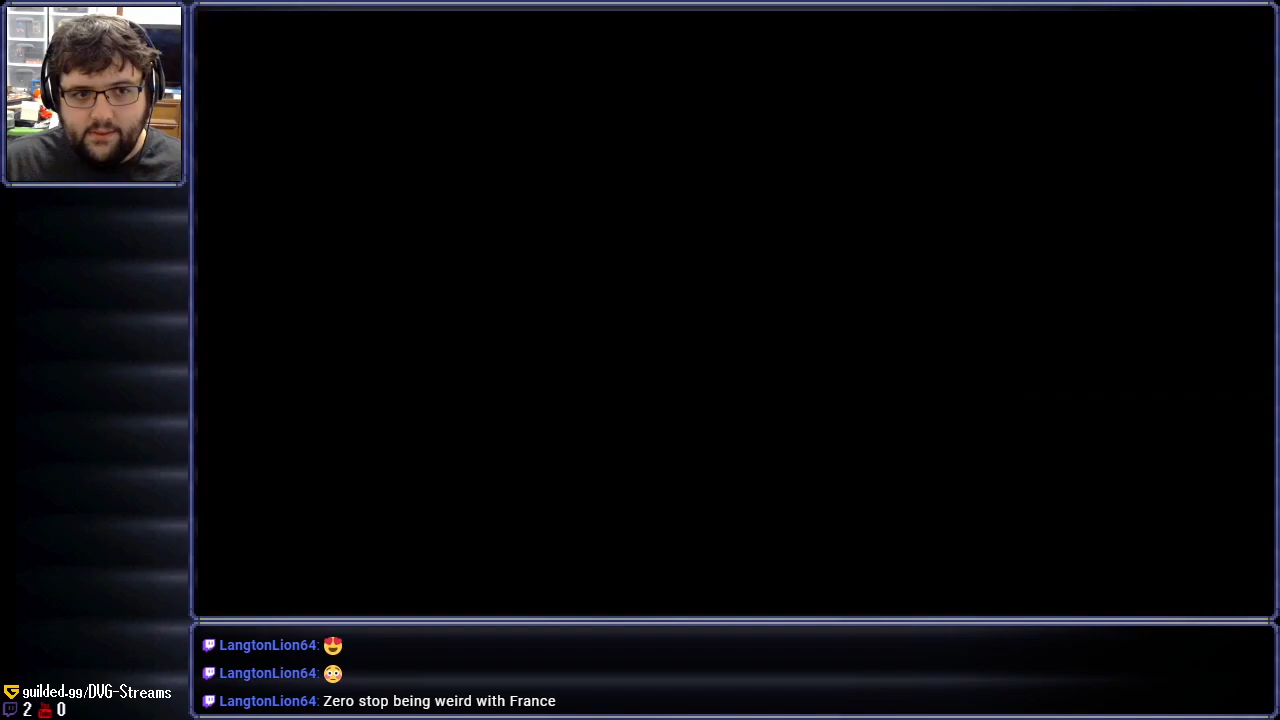 LangtonLion64: 😍
LangtonLion64: 😳
LangtonLion64: Zero stop being weird with France
guilded.gg/DVG-Streams
2 0